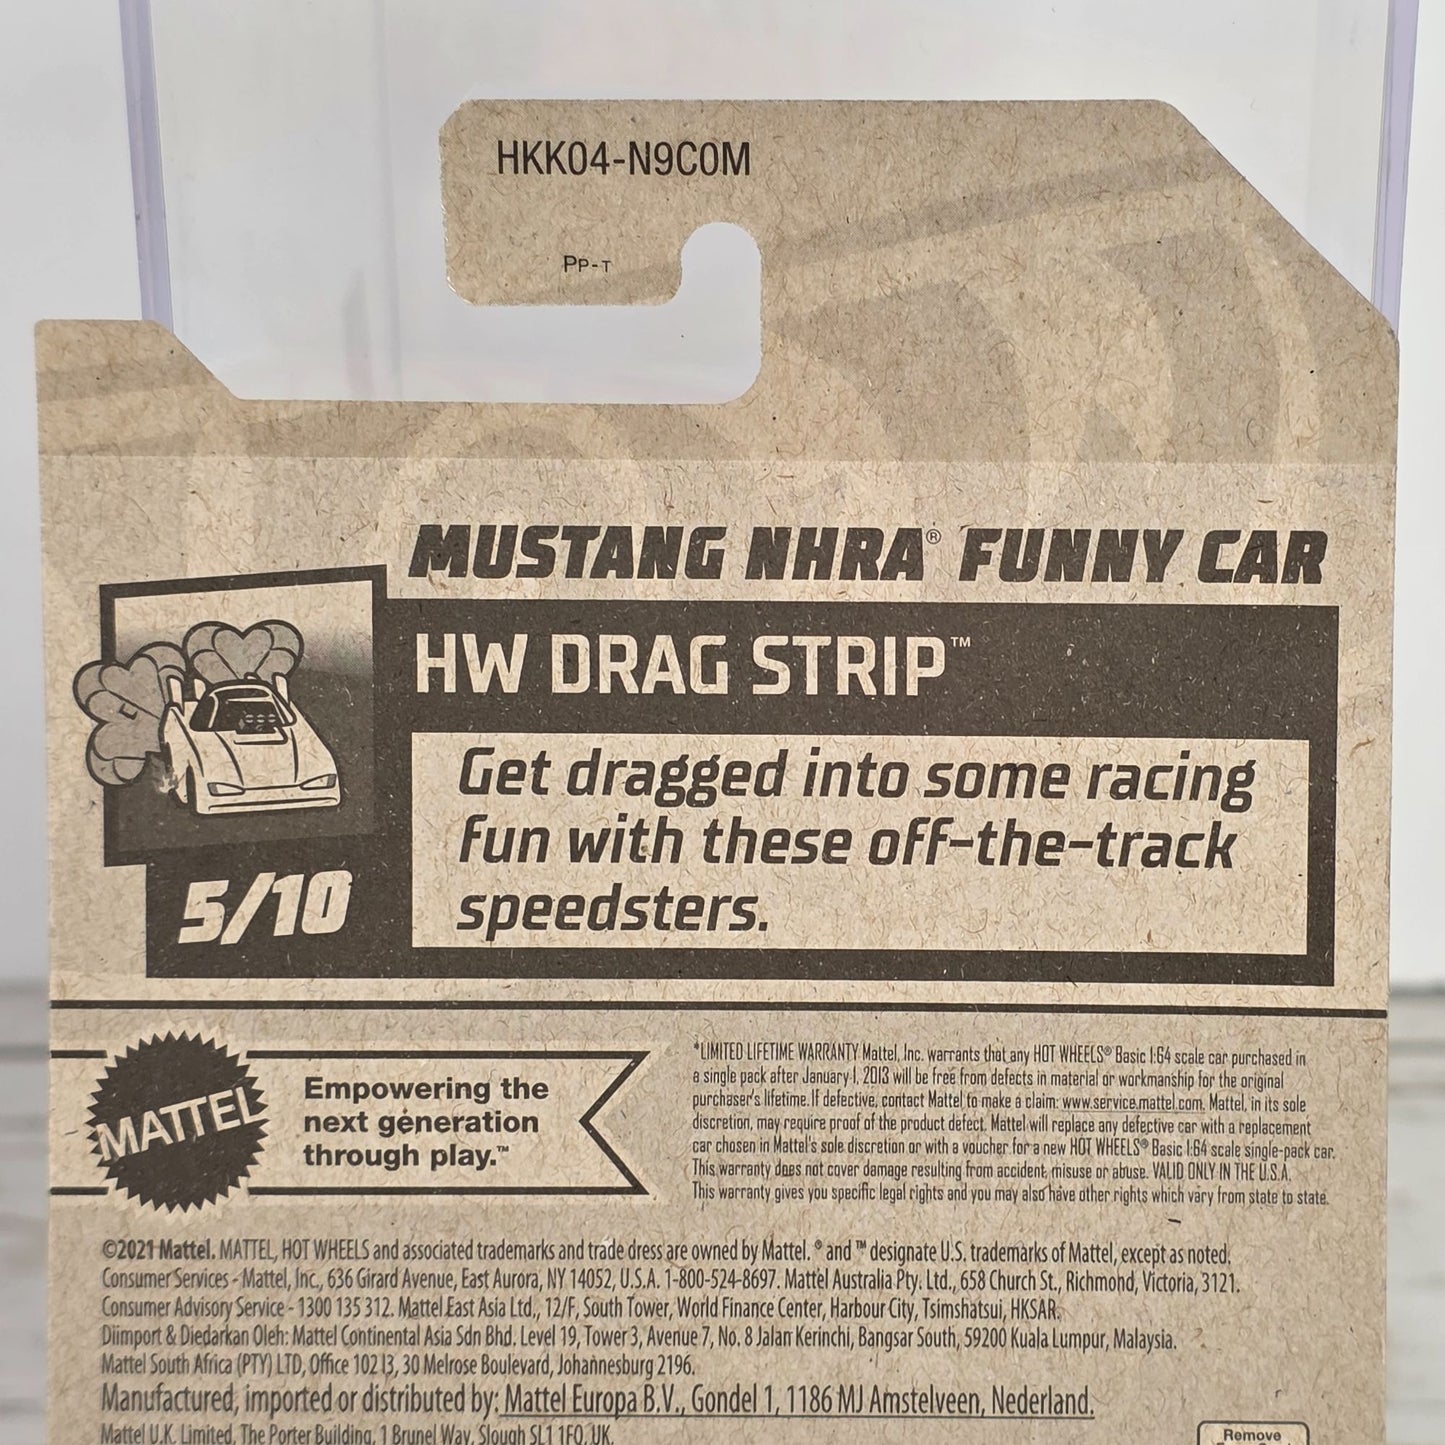 HKK04-N9C0M
PP-T
MUSTANG NHRA® FUNNY CAR
HW DRAG STRIP™
Get dragged into some racing
fun with these off-the-track
speedsters.
5/10
MATTEL
Empowering the
next generation
through play.™
*LIMITED LIFETIME WARRANTY Mattel, Inc. warrants that any HOT WHEELS® Basic 1:64 scale car purchased in
a single pack after January 1, 2013 will be free from defects in material or workmanship for the original
purchaser's lifetime. If defective, contact Mattel to make a claim: www.service.mattel.com. Mattel, in its sole
discretion, may require proof of the product defect. Mattel will replace any defective car with a replacement
car chosen in Mattel's sole discretion or with a voucher for a new HOT WHEELS® Basic 1:64 scale single-pack car.
This warranty does not cover damage resulting from accident, misuse or abuse. VALID ONLY IN THE U.S.A.
This warranty gives you specific legal rights and you may also have other rights which vary from state to state.
©2021 Mattel. MATTEL, HOT WHEELS and associated trademarks and trade dress are owned by Mattel. ® and ™ designate U.S. trademarks of Mattel, except as noted.
Consumer Services - Mattel, Inc., 636 Girard Avenue, East Aurora, NY 14052, U.S.A. 1-800-524-8697. Mattel Australia Pty. Ltd., 658 Church St., Richmond, Victoria, 3121.
Consumer Advisory Service - 1300 135 312. Mattel East Asia Ltd., 12/F, South Tower, World Finance Center, Harbour City, Tsimshatsui, HKSAR.
Diimport & Diedarkan Oleh: Mattel Continental Asia Sdn Bhd. Level 19, Tower 3, Avenue 7, No. 8 Jalan Kerinchi, Bangsar South, 59200 Kuala Lumpur, Malaysia.
Mattel South Africa (PTY) LTD, Office 102 I3, 30 Melrose Boulevard, Johannesburg 2196.
Manufactured, imported or distributed by: Mattel Europa B.V., Gondel 1, 1186 MJ Amstelveen, Nederland.
Mattel U.K. Limited, The Porter Building, 1 Brunel Way, Slough SL1 1FQ, UK.
Remove